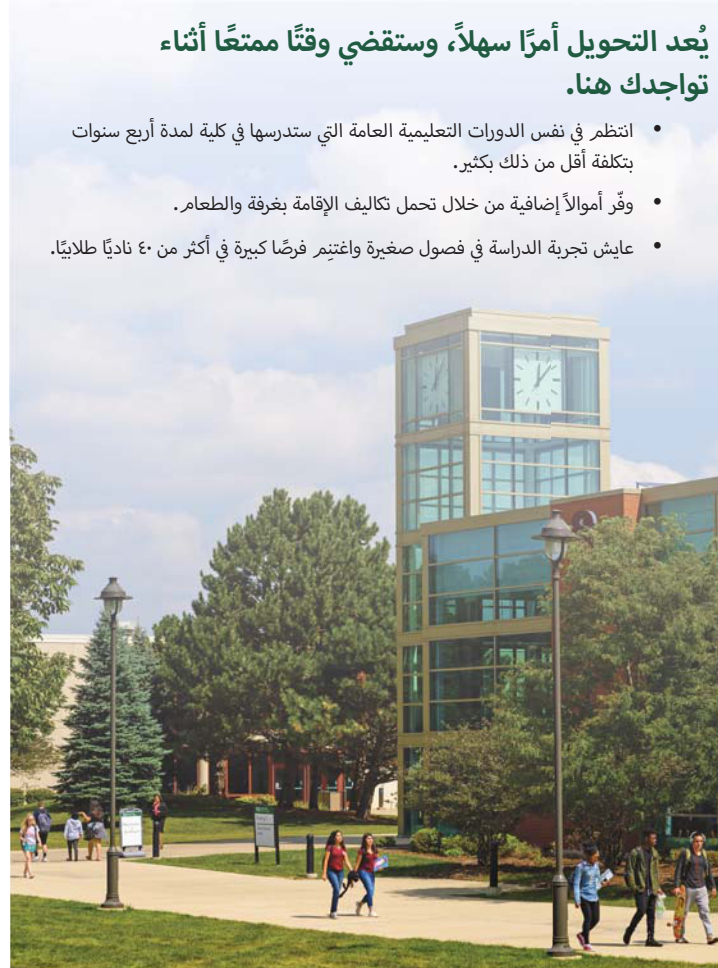 يُعد التحويل أمرًا سهلاً، وستقضي وقتًا ممتعًا أثناء
تواجدك هنا.
• انتظم في نفس الدورات التعليمية العامة التي ستدرسها في كلية لمدة أربع سنوات
بتكلفة أقل من ذلك بكثير.
• وفّر أموالاً إضافية من خلال تحمل تكاليف الإقامة بغرفة والطعام.
• عايش تجربة الدراسة في فصول صغيرة واغتنِم فرصًا كبيرة في أكثر من ٤٠ ناديًا طلابيًا.